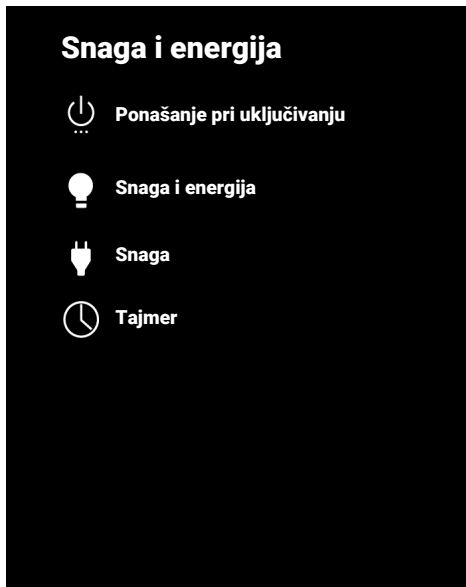 Snaga i energija
Ponašanje pri uključivanju
Snaga i energija
Snaga
Tajmer